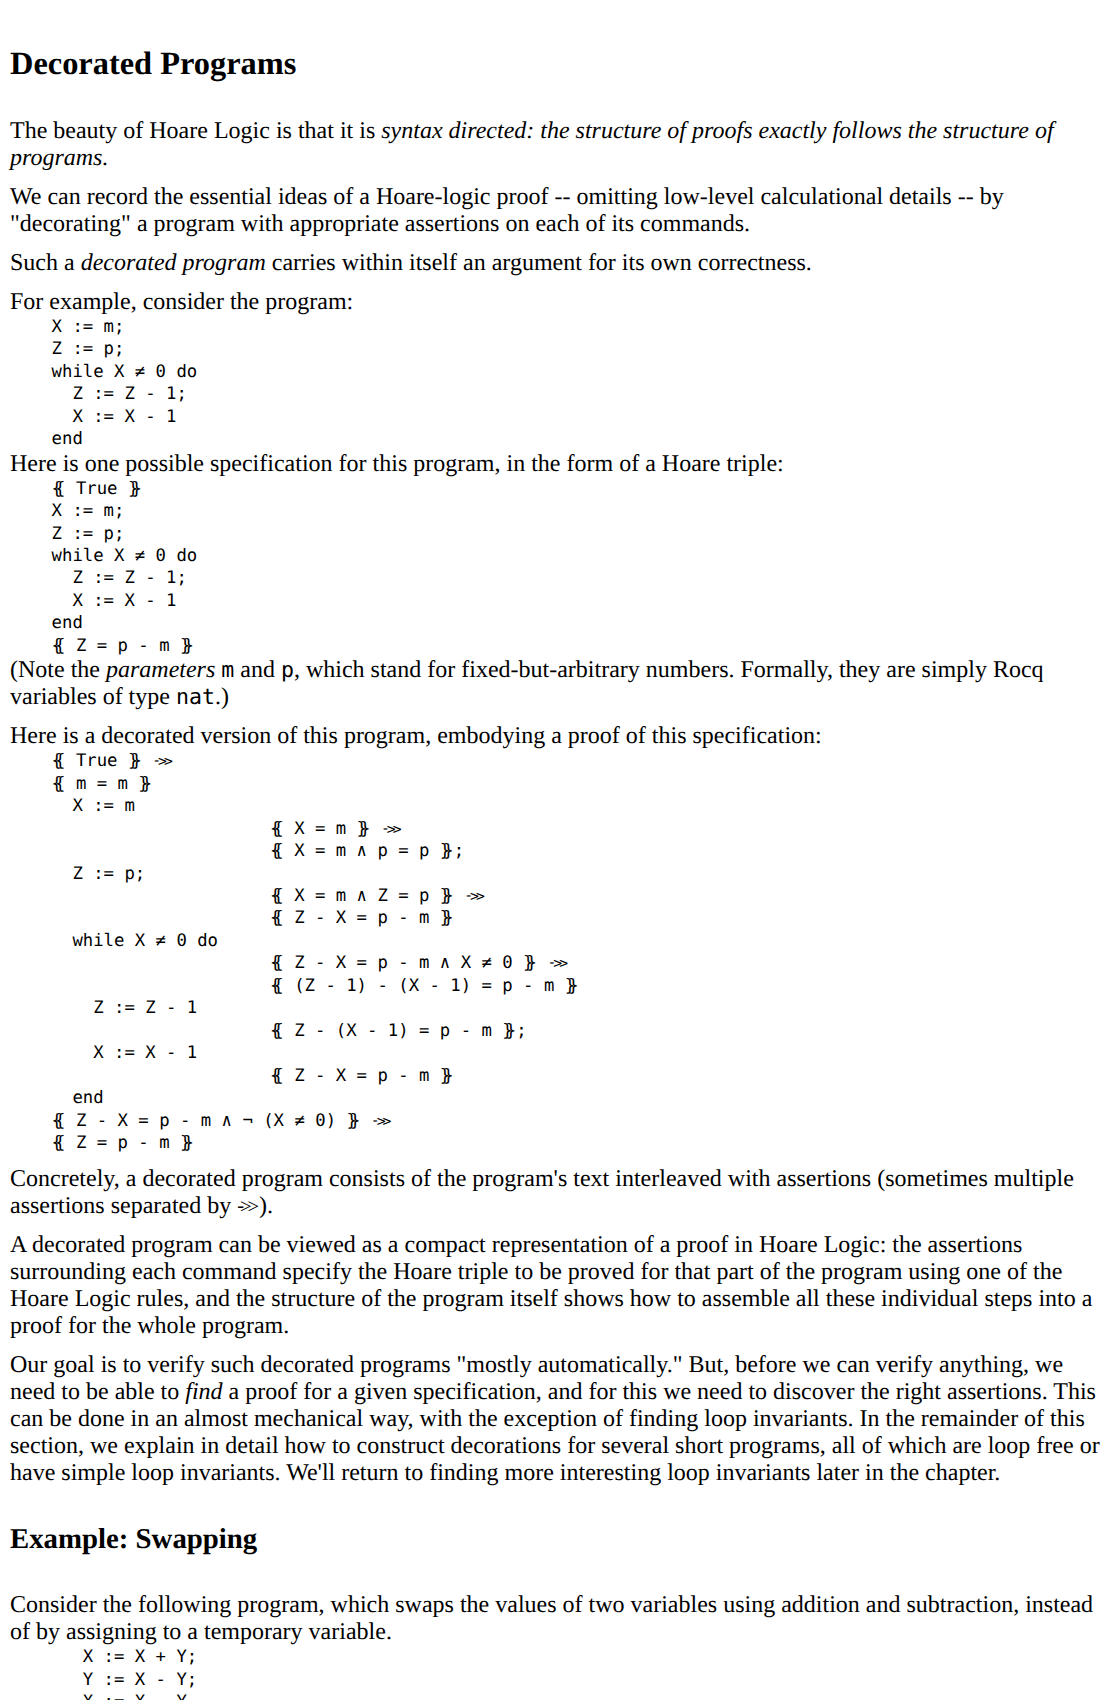 Decorated Programs
The beauty of Hoare Logic is that it is syntax directed: the structure of proofs exactly follows the structure of
programs.
We can record the essential ideas of a Hoare-logic proof -- omitting low-level calculational details -- by
"decorating" a program with appropriate assertions on each of its commands.
Such a decorated program carries within itself an argument for its own correctness.
For example, consider the program:
X := m;
Z := p;
while X ≠ 0 do
Z := Z - 1;
X := X - 1
end
Here is one possible specification for this program, in the form of a Hoare triple:
{{ True }}
X := m;
Z := p;
while X ≠ 0 do
Z := Z - 1;
X := X - 1
end
{{ Z = p - m }}
(Note the parameters m and p, which stand for fixed-but-arbitrary numbers. Formally, they are simply Rocq
variables of type nat.)
Here is a decorated version of this program, embodying a proof of this specification:
{{ True }} ->>
{{ m = m }}
X := m
{{ X = m }} ->>
{{ X = m ∧ p = p }};
Z := p;
{{ X = m ∧ Z = p }} ->>
{{ Z - X = p - m }}
while X ≠ 0 do
{{ Z - X = p - m ∧ X ≠ 0 }} ->>
{{ (Z - 1) - (X - 1) = p - m }}
Z := Z - 1
{{ Z - (X - 1) = p - m }};
X := X - 1
{{ Z - X = p - m }}
end
{{ Z - X = p - m ∧ ¬ (X ≠ 0) }} ->>
{{ Z = p - m }}
Concretely, a decorated program consists of the program's text interleaved with assertions (sometimes multiple
assertions separated by ->>).
A decorated program can be viewed as a compact representation of a proof in Hoare Logic: the assertions
surrounding each command specify the Hoare triple to be proved for that part of the program using one of the
Hoare Logic rules, and the structure of the program itself shows how to assemble all these individual steps into a
proof for the whole program.
Our goal is to verify such decorated programs "mostly automatically." But, before we can verify anything, we
need to be able to find a proof for a given specification, and for this we need to discover the right assertions. This
can be done in an almost mechanical way, with the exception of finding loop invariants. In the remainder of this
section, we explain in detail how to construct decorations for several short programs, all of which are loop free or
have simple loop invariants. We'll return to finding more interesting loop invariants later in the chapter.
Example: Swapping
Consider the following program, which swaps the values of two variables using addition and subtraction, instead
of by assigning to a temporary variable.
X := X + Y;
Y := X - Y;